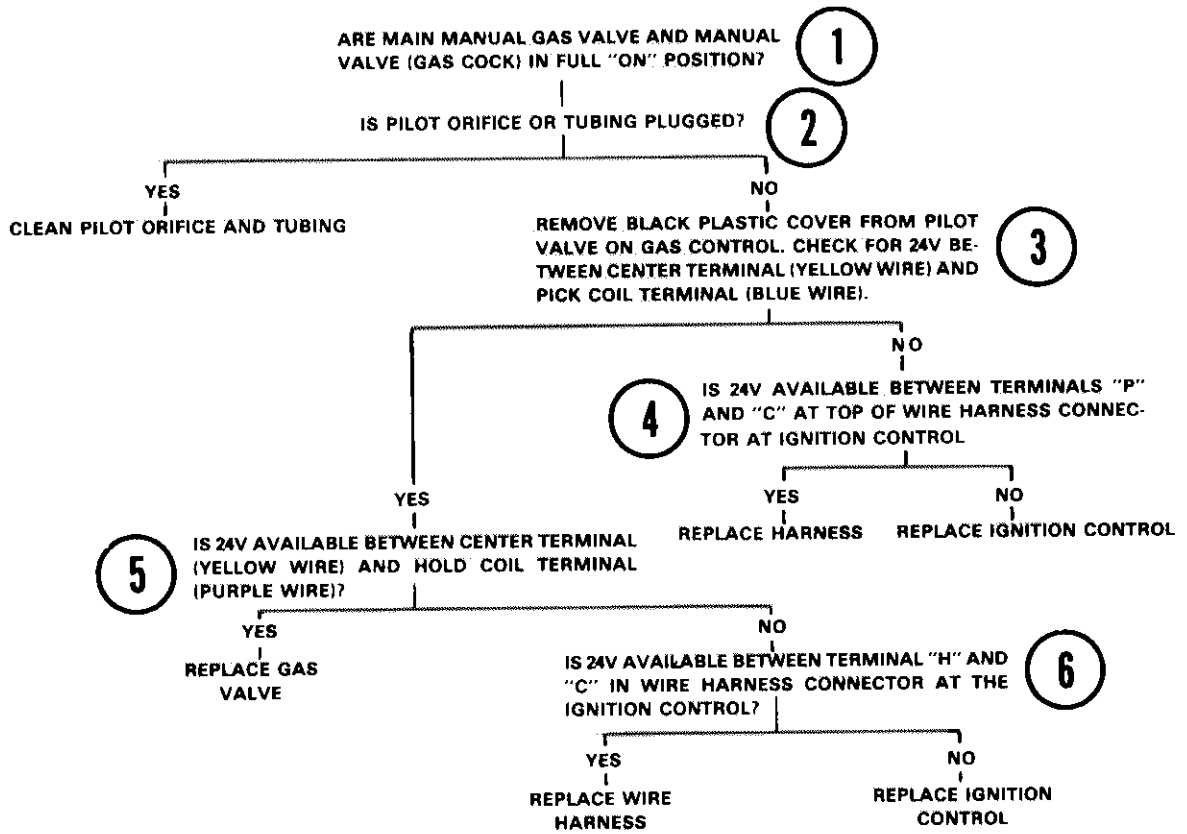 ARE MAIN MANUAL GAS VALVE AND MANUAL
VALVE (GAS COCK) IN FULL "ON" POSITION?
1
IS PILOT ORIFICE OR TUBING PLUGGED?
2
YES
CLEAN PILOT ORIFICE AND TUBING
NO
REMOVE BLACK PLASTIC COVER FROM PILOT
VALVE ON GAS CONTROL. CHECK FOR 24V BE-
TWEEN CENTER TERMINAL (YELLOW WIRE) AND
PICK COIL TERMINAL (BLUE WIRE).
3
NO
4
IS 24V AVAILABLE BETWEEN TERMINALS "P"
AND "C" AT TOP OF WIRE HARNESS CONNEC-
TOR AT IGNITION CONTROL
YES
REPLACE HARNESS
NO
REPLACE IGNITION CONTROL
YES
5
IS 24V AVAILABLE BETWEEN CENTER TERMINAL
(YELLOW WIRE) AND HOLD COIL TERMINAL
(PURPLE WIRE)?
YES
REPLACE GAS
VALVE
NO
IS 24V AVAILABLE BETWEEN TERMINAL "H" AND
"C" IN WIRE HARNESS CONNECTOR AT THE
IGNITION CONTROL?
6
YES
REPLACE WIRE
HARNESS
NO
REPLACE IGNITION
CONTROL